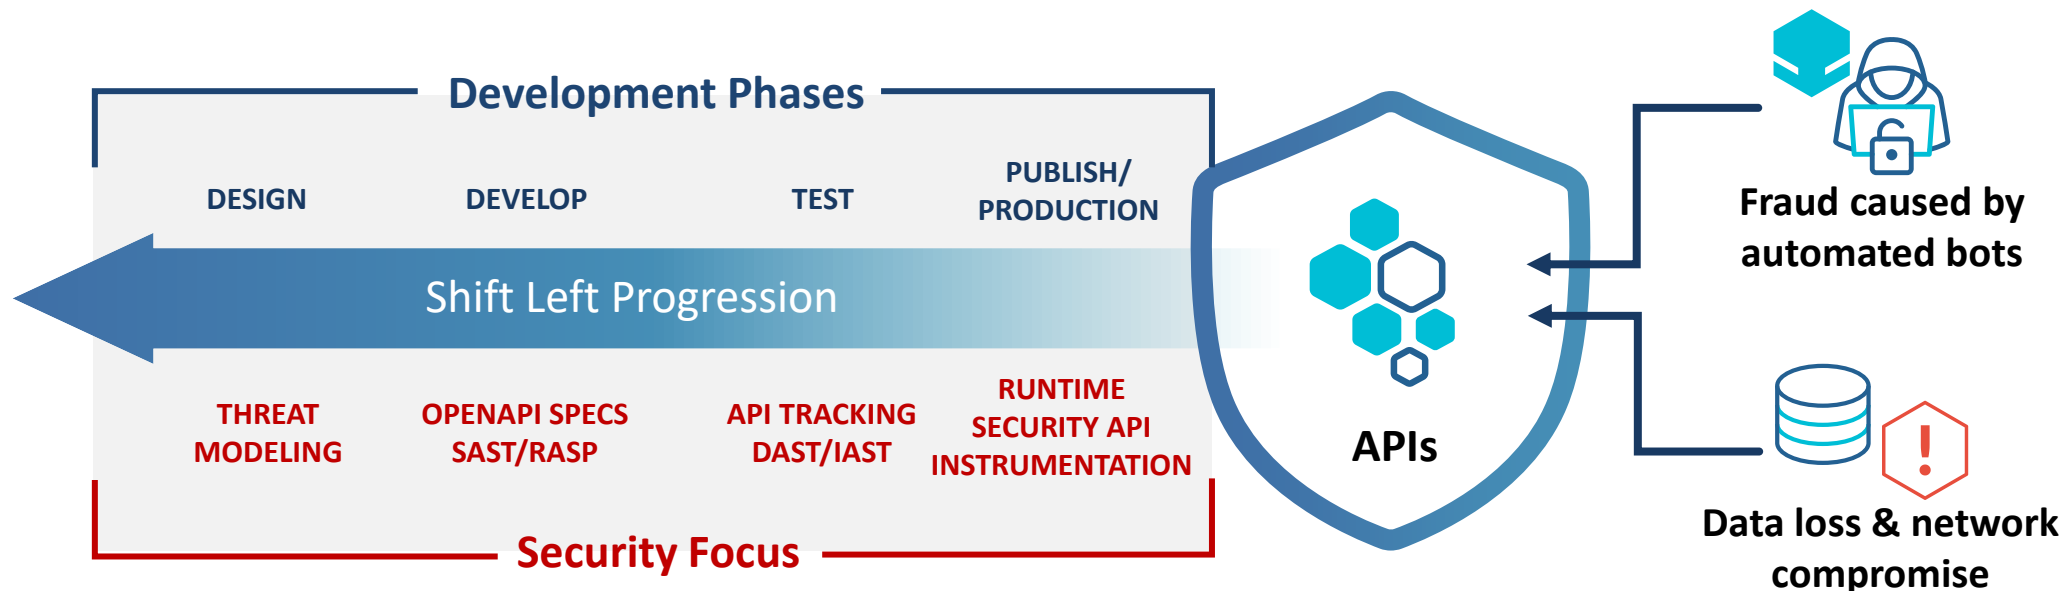 Development Phases
DESIGN
DEVELOP
TEST
PUBLISH/
PRODUCTION
Shift Left Progression
THREAT
MODELING
OPENAPI SPECS
SAST/RASP
API TRACKING
DAST/IAST
RUNTIME
SECURITY API
INSTRUMENTATION
Security Focus
APIs
Fraud caused by
automated bots
!
Data loss & network
compromise